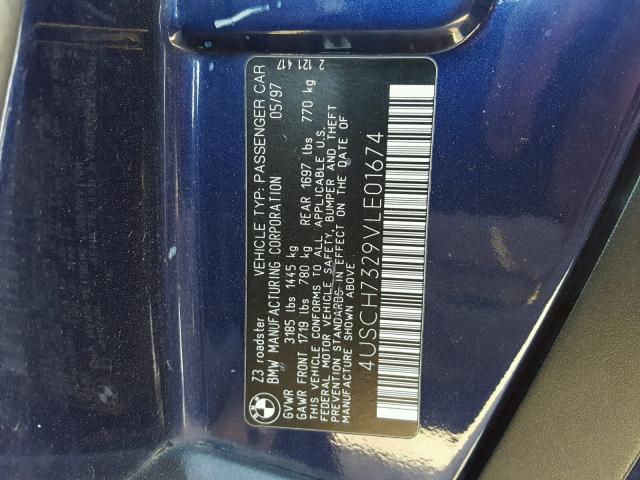 Z3 roadster VEHICLE TYP: PASSENGER CAR
BMW MANUFACTURING CORPORATION 05/97
GVWR 3185 lbs 1445 kg
GAWR FRONT 1719 lbs 780 kg REAR 1697 lbs 770 kg
THIS VEHICLE CONFORMS TO ALL APPLICABLE U.S.
FEDERAL MOTOR VEHICLE SAFETY, BUMPER AND THEFT
PREVENTION STANDARDS IN EFFECT ON THE DATE OF
MANUFACTURE SHOWN ABOVE
4USCH7329VLE01674
2 121 417
BMW